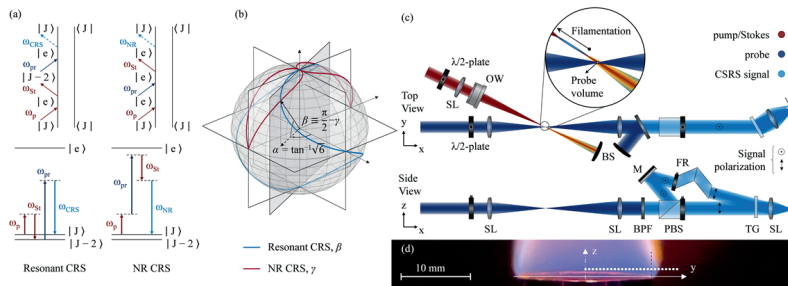 (a)
| J ⟩ ⟨ J |
ω_CRS
| e ⟩
ω_pr
| J−2 ⟩
ω_St
| e ⟩
ω_p
| J ⟩ ⟨ J |
| J ⟩ ⟨ J |
ω_NR
| e ⟩
ω_St
| J ⟩
ω_pr
| e ⟩
ω_p
| J ⟩ ⟨ J |
| e ⟩
ω_pr
ω_St
ω_p
ω_CRS
ω_St
ω_pr
ω_p
ω_NR
| J ⟩
| J−2 ⟩
| J ⟩
| J−2 ⟩
Resonant CRS
NR CRS
(b)
β ≡ π/2 −γ
α = tan⁻¹√6
Resonant CRS, β
NR CRS, γ
(c)
Filamentation
Probe
volume
pump/Stokes
probe
CSRS signal
λ/2-plate
OW
SL
Top
View
y
x
λ/2-plate
SL
BS
Signal
polarization
M
FR
Side
View
z
x
SL
SL
BPF
PBS
TG
SL
(d)
10 mm
z
y